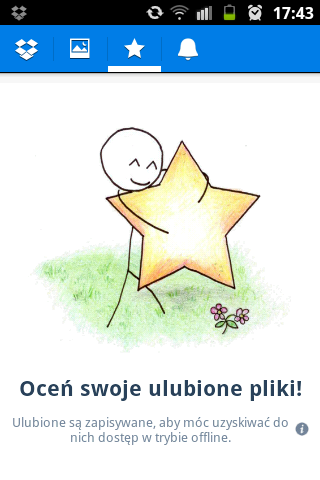 17:43
Oceń swoje ulubione pliki!
Ulubione są zapisywane, aby móc uzyskiwać do
nich dostęp w trybie offline.